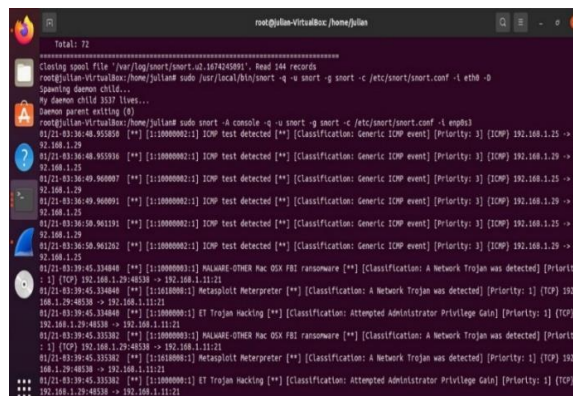 root@julian-VirtualBox: /home/julian
Total: 72
===============================================================================
Closing spool file '/var/log/snort/snort.u2.1674245091'. Read 144 records
root@julian-VirtualBox:/home/julian# sudo /usr/local/bin/snort -q -u snort -g snort -c /etc/snort/snort.conf -i eth0 -D
Spawning daemon child...
My daemon child 3537 lives...
Daemon parent exiting (0)
root@julian-VirtualBox:/home/julian# sudo snort -A console -q -u snort -g snort -c /etc/snort/snort.conf -i enp0s3
01/21-03:36:48.955850 [**] [1:10000002:1] ICMP test detected [**] [Classification: Generic ICMP event] [Priority: 3] {ICMP} 192.168.1.25 -> 1
92.168.1.29
01/21-03:36:48.955936 [**] [1:10000002:1] ICMP test detected [**] [Classification: Generic ICMP event] [Priority: 3] {ICMP} 192.168.1.29 -> 1
92.168.1.25
01/21-03:36:49.960007 [**] [1:10000002:1] ICMP test detected [**] [Classification: Generic ICMP event] [Priority: 3] {ICMP} 192.168.1.25 -> 1
92.168.1.29
01/21-03:36:49.960091 [**] [1:10000002:1] ICMP test detected [**] [Classification: Generic ICMP event] [Priority: 3] {ICMP} 192.168.1.29 -> 1
92.168.1.25
01/21-03:36:50.961191 [**] [1:10000002:1] ICMP test detected [**] [Classification: Generic ICMP event] [Priority: 3] {ICMP} 192.168.1.25 -> 1
92.168.1.29
01/21-03:36:50.961262 [**] [1:10000002:1] ICMP test detected [**] [Classification: Generic ICMP event] [Priority: 3] {ICMP} 192.168.1.29 -> 1
92.168.1.25
01/21-03:39:45.334840 [**] [1:10000003:1] MALWARE-OTHER Mac OSX FBI ransomware [**] [Classification: A Network Trojan was detected] [Priorit
: 1] {TCP} 192.168.1.29:48538 -> 192.168.1.11:21
01/21-03:39:45.334840 [**] [1:1618008:1] Metasploit Meterpreter [**] [Classification: A Network Trojan was detected] [Priority: 1] {TCP} 192
168.1.29:48538 -> 192.168.1.11:21
01/21-03:39:45.334840 [**] [1:1000000:1] ET Trojan Hacking [**] [Classification: Attempted Administrator Privilege Gain] [Priority: 1] {TCP}
192.168.1.29:48538 -> 192.168.1.11:21
01/21-03:39:45.335382 [**] [1:10000003:1] MALWARE-OTHER Mac OSX FBI ransomware [**] [Classification: A Network Trojan was detected] [Priorit
: 1] {TCP} 192.168.1.29:48538 -> 192.168.1.11:21
01/21-03:39:45.335382 [**] [1:1618008:1] Metasploit Meterpreter [**] [Classification: A Network Trojan was detected] [Priority: 1] {TCP} 192
168.1.29:48538 -> 192.168.1.11:21
01/21-03:39:45.335382 [**] [1:1000000:1] ET Trojan Hacking [**] [Classification: Attempted Administrator Privilege Gain] [Priority: 1] {TCP}
192.168.1.29:48538 -> 192.168.1.11:21